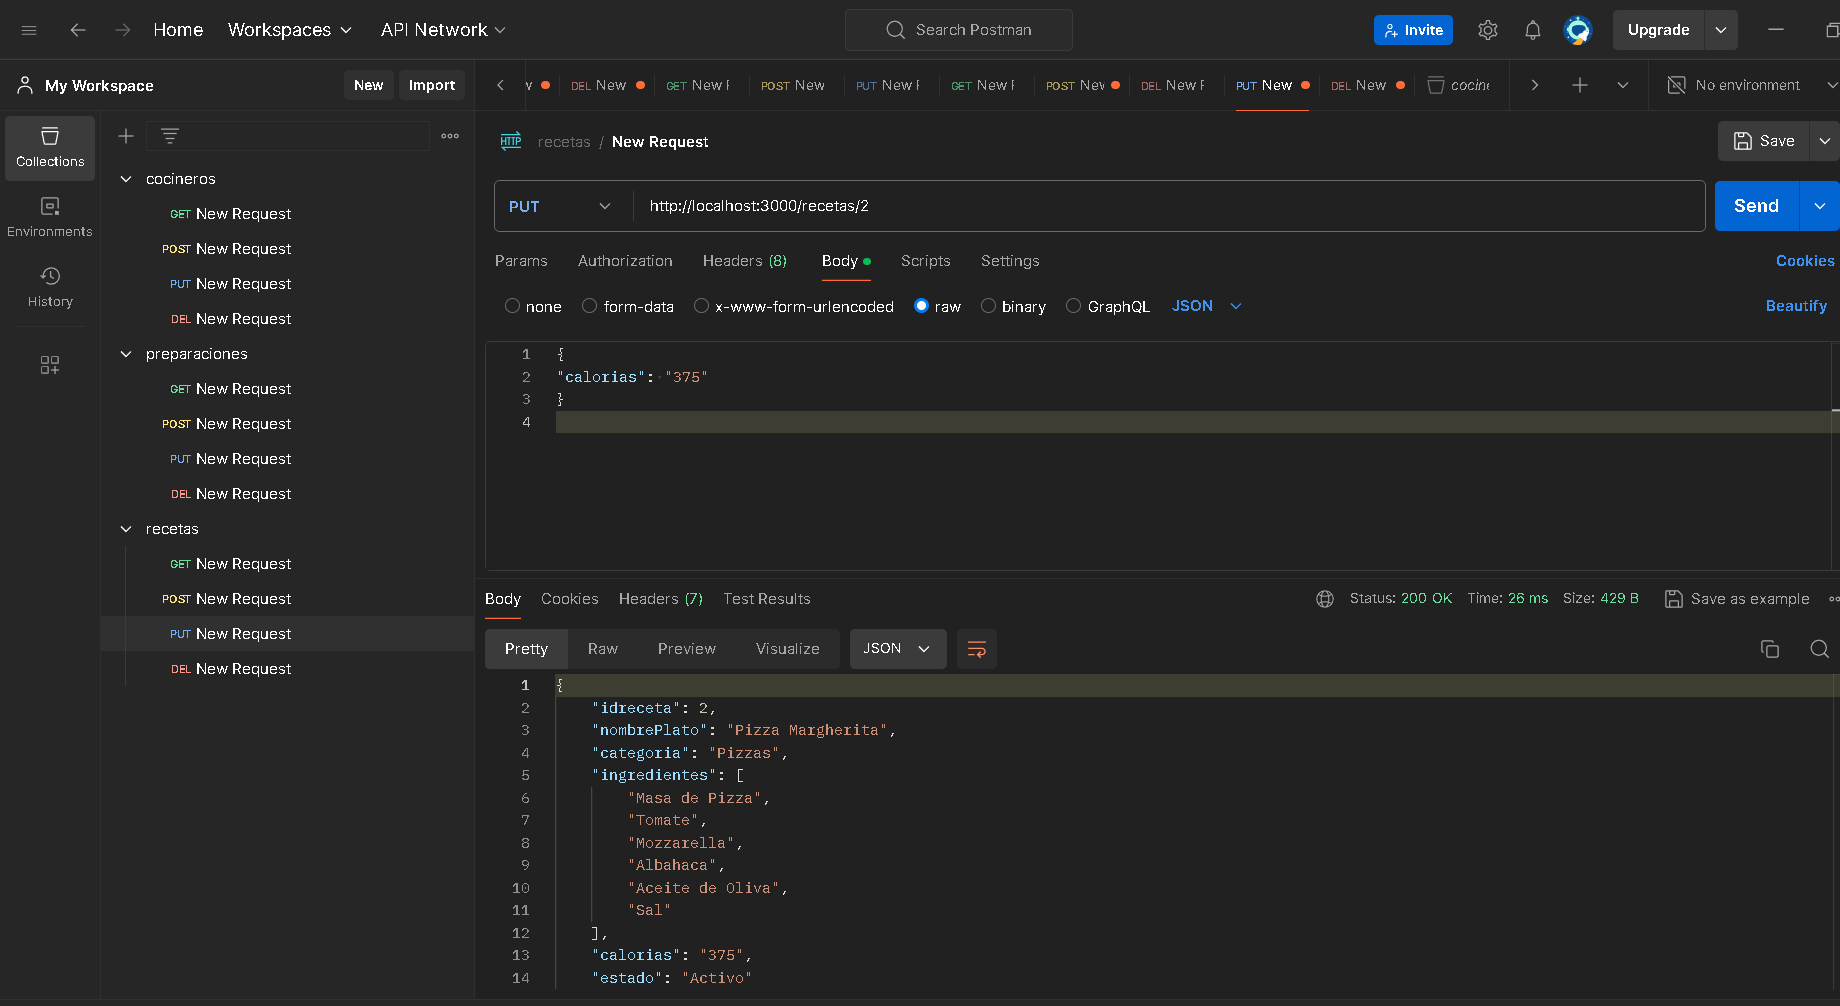 Home Workspaces API Network Search Postman Invite Upgrade
My Workspace New Import DEL New GET New POST New PUT New GET New POST New DEL New PUT New DEL New No environment
Collections
Environments
History
cocineros
GET New Request
POST New Request
PUT New Request
DEL New Request
preparaciones
GET New Request
POST New Request
PUT New Request
DEL New Request
recetas
GET New Request
POST New Request
PUT New Request
DEL New Request
HTTP recetas / New Request Save
PUT http://localhost:3000/recetas/2 Send
Params Authorization Headers (8) Body Scripts Settings Cookies
none form-data x-www-form-urlencoded raw binary GraphQL JSON Beautify
1 {
2 "calorias": "375"
3 }
4
Body Cookies Headers (7) Test Results Status: 200 OK Time: 26 ms Size: 429 B Save as example
Pretty Raw Preview Visualize JSON
1 {
2 "idreceta": 2,
3 "nombrePlato": "Pizza Margherita",
4 "categoria": "Pizzas",
5 "ingredientes": [
6 "Masa de Pizza",
7 "Tomate",
8 "Mozzarella",
9 "Albahaca",
10 "Aceite de Oliva",
11 "Sal"
12 ],
13 "calorias": "375",
14 "estado": "Activo"